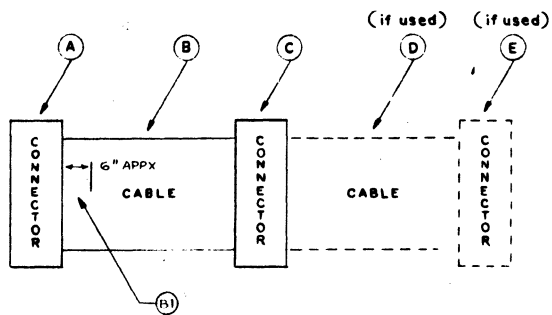 (if used) (if used)
A B C D E
CONNECTOR
6" APPX
CABLE
CONNECTOR
CABLE
CONNECTOR
B1